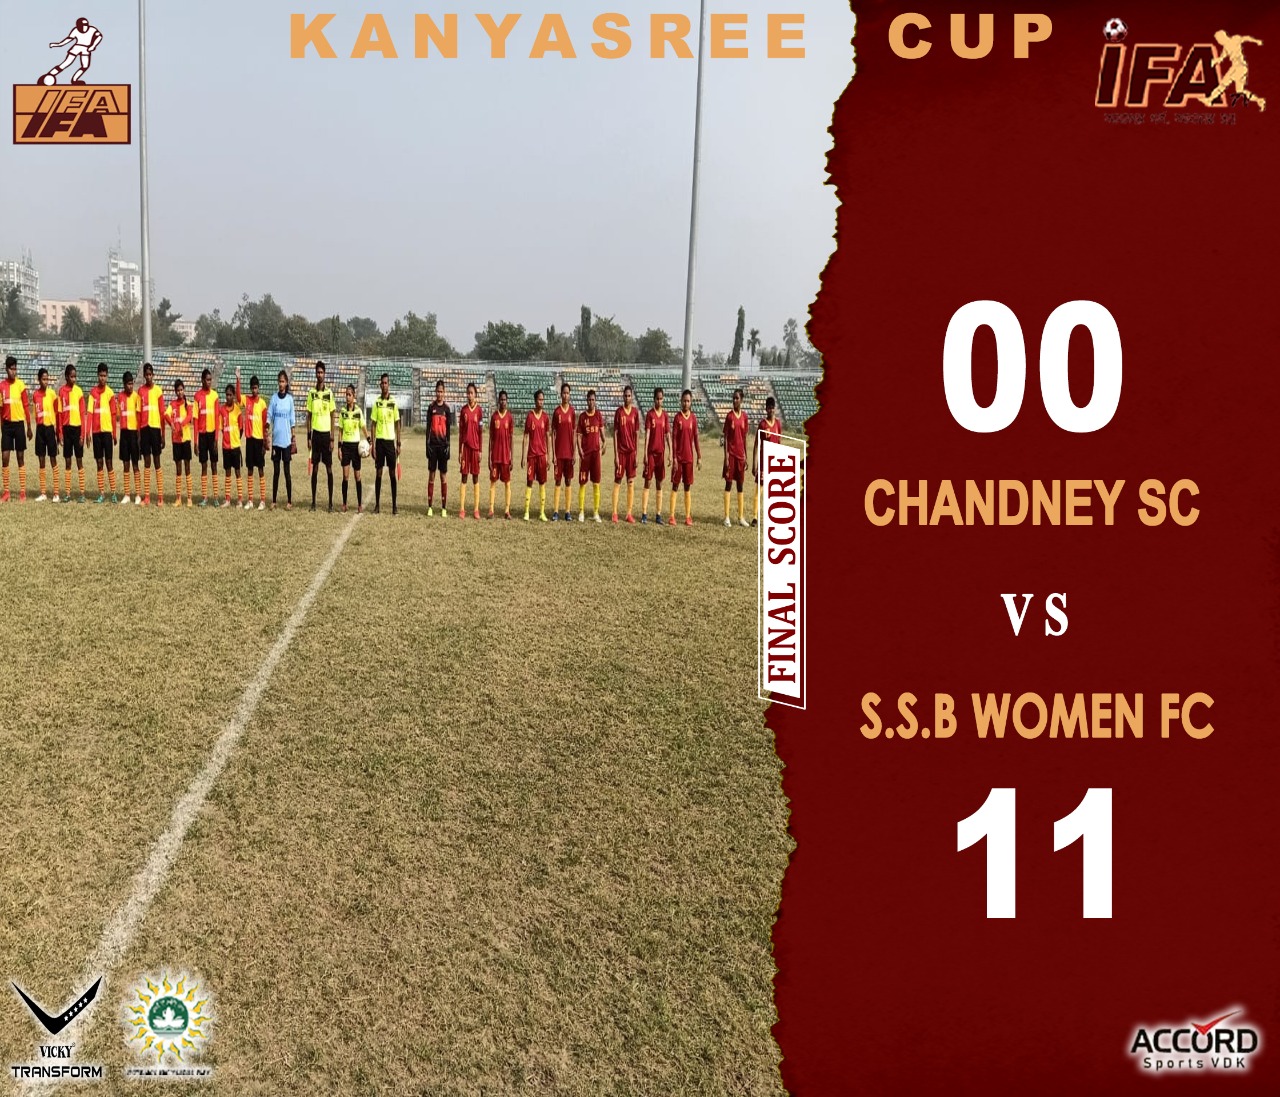 KANYASREE CUP
IFA
IFA
iFA
00
CHANDNEY SC
VS
S.S.B WOMEN FC
11
FINAL SCORE
VICKY
TRANSFORM
ACCORD
Sports VDK